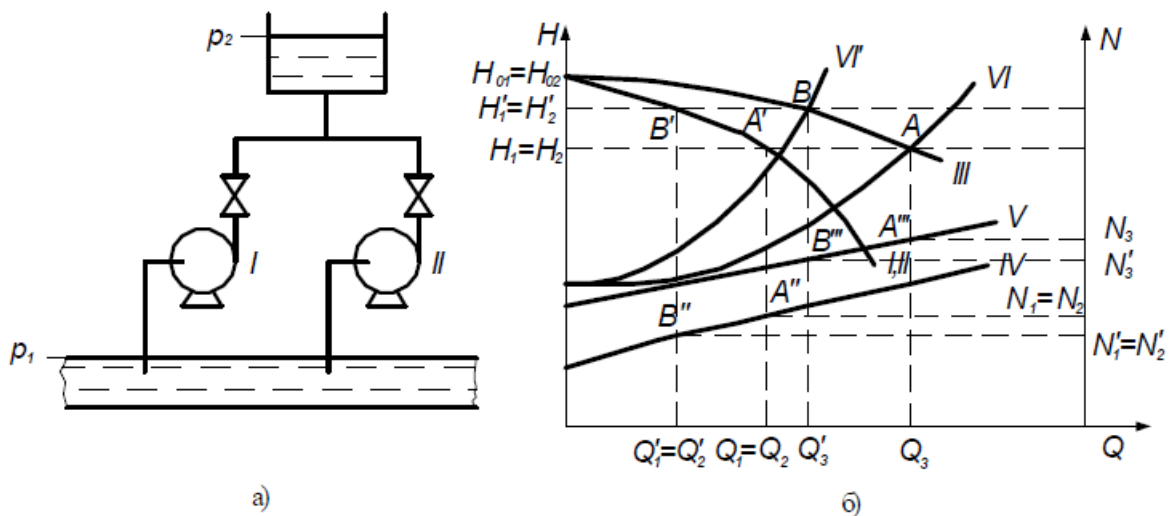 p₂
I
II
p₁
а)
H
N
H₀₁=H₀₂
H′₁=H′₂
H₁=H₂
VI′
VI
B
B′
A′
A
III
V
A‴
B‴
I,II
IV
A″
B″
N₃
N′₃
N₁=N₂
N′₁=N′₂
Q′₁=Q′₂
Q₁=Q₂
Q′₃
Q₃
Q
б)